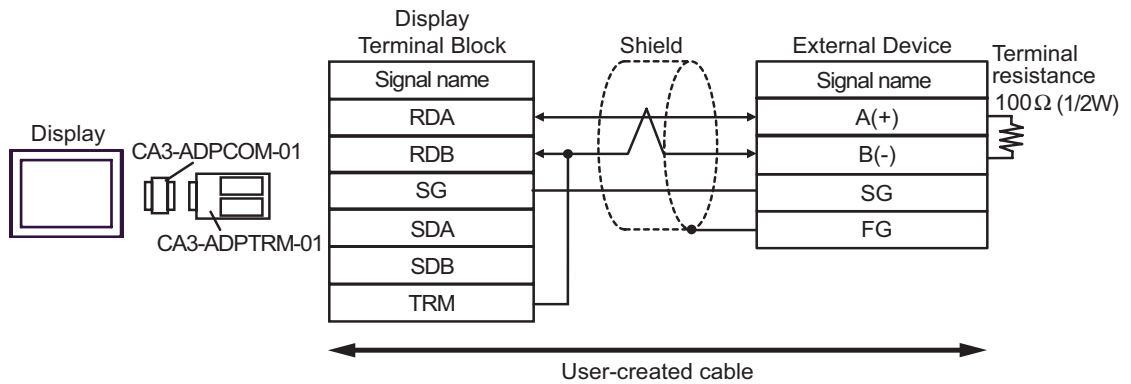 Display
Terminal Block
Shield
External Device
Terminal
resistance
100Ω (1/2W)
Signal name
Signal name
RDA
A(+)
RDB
B(-)
SG
SG
SDA
FG
SDB
TRM
Display
CA3-ADPCOM-01
CA3-ADPTRM-01
User-created cable